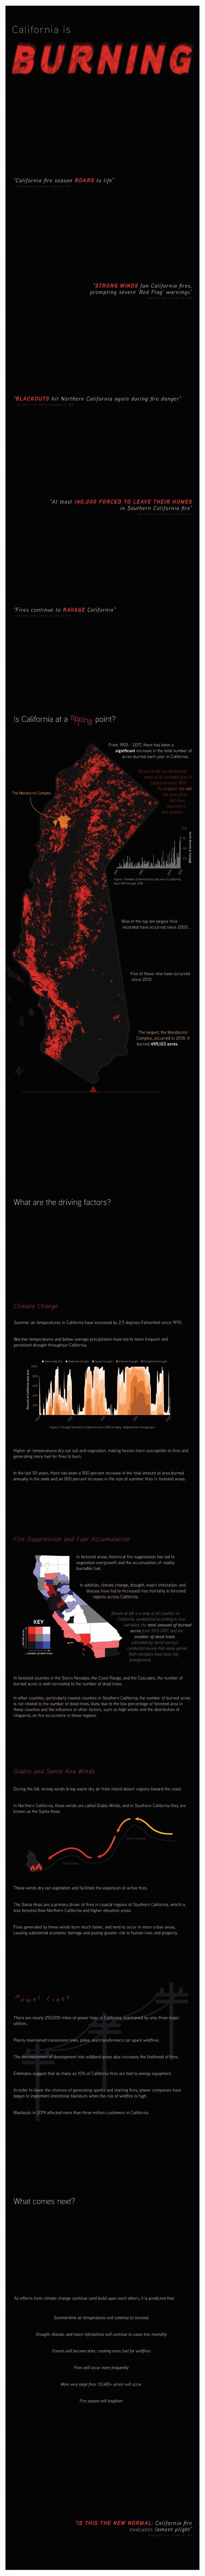 California is
BURNING
"California fire season ROARS to life"
"STRONG WINDS fan California fires,
prompting severe 'Red Flag' warnings"
"BLACKOUTS hit Northern California again during fire danger"
"At least 160,000 FORCED TO LEAVE THEIR HOMES
in Southern California fire"
"Fires continue to RAVAGE California"
Is California at a tipping point?
From 1905 - 2017, there has been a
significant increase in the total number of
acres burned each year in California.
The Mendocino Complex
Nine of the top ten largest fires
recorded have occurred since 2000...
Five of those nine have occurred
since 2010.
The largest, the Mendocino
Complex, occurred in 2018. It
burned 459,123 acres.
What are the driving factors?
Climate Change
Summer air temperatures in California have increased by 2.5 degrees Fahrenheit since 1970.
Warmer temperatures and below average precipitation have led to more frequent and
persistent drought throughout California.
Higher air temperatures dry out soil and vegetation, making forests more susceptible to fires and
generating more fuel for fires to burn.
In the last 50 years, there has been a 500 percent increase in the total amount of area burned
annually in the state and an 800 percent increase in the size of summer fires in forested areas.
Fire Suppression and Fuel Accumulation
In forested areas, historical fire suppression has led to
vegetation overgrowth and the accumulation of readily
burnable fuel.
In addition, climate change, drought, insect infestation, and
disease have led to increased tree mortality in forested
regions across California.
KEY
In forested counties in the Sierra Nevadas, the Coast Range, and the Cascades, the number of
burned acres is well correlated to the number of dead trees.
In other counties, particularly coastal counties in Southern California, the number of burned acres
is not related to the number of dead trees, likely due to the low percentage of forested area in
these counties and the influence of other factors, such as high winds and the distribution of
chaparral, on fire occurrence in these regions.
Diablo and Santa Ana Winds
During the fall, strong winds bring warm dry air from inland desert regions toward the coast.
In Northern California, these winds are called Diablo Winds, and in Southern California they are
known as the Santa Anas.
These winds dry out vegetation and facilitate the expansion of active fires.
The Santa Anas are a primary driver of fires in coastal regions of Southern California, which is
less forested than Northern California and higher elevation areas.
Fires generated by these winds burn much faster, and tend to occur in more urban areas,
causing substantial economic damage and posing greater risk to human lives and property.
Power Lines
There are nearly 250,000 miles of power lines in California, maintained by only three major
utilities.
Poorly maintained transmission lines, poles, and transformers can spark wildfires.
The encroachment of development into wildland areas also increases the likelihood of fires.
Estimates suggest that as many as 10% of California fires are tied to energy equipment.
In order to lower the chances of generating sparks and starting fires, power companies have
begun to implement intentional blackouts when the risk of wildfire is high.
Blackouts in 2019 affected more than three million customers in California.
What comes next?
As effects from climate change continue (and build upon each other), it is predicted that:
Summertime air temperatures will continue to increase
Drought, disease, and insect infestations will continue to cause tree mortality
Forests will become drier, creating more fuel for wildfires
Fires will occur more frequently
More very large fires (12,400+ acres) will occur
Fire season will lengthen
"IS THIS THE NEW NORMAL: California fire
evacuees lament plight"